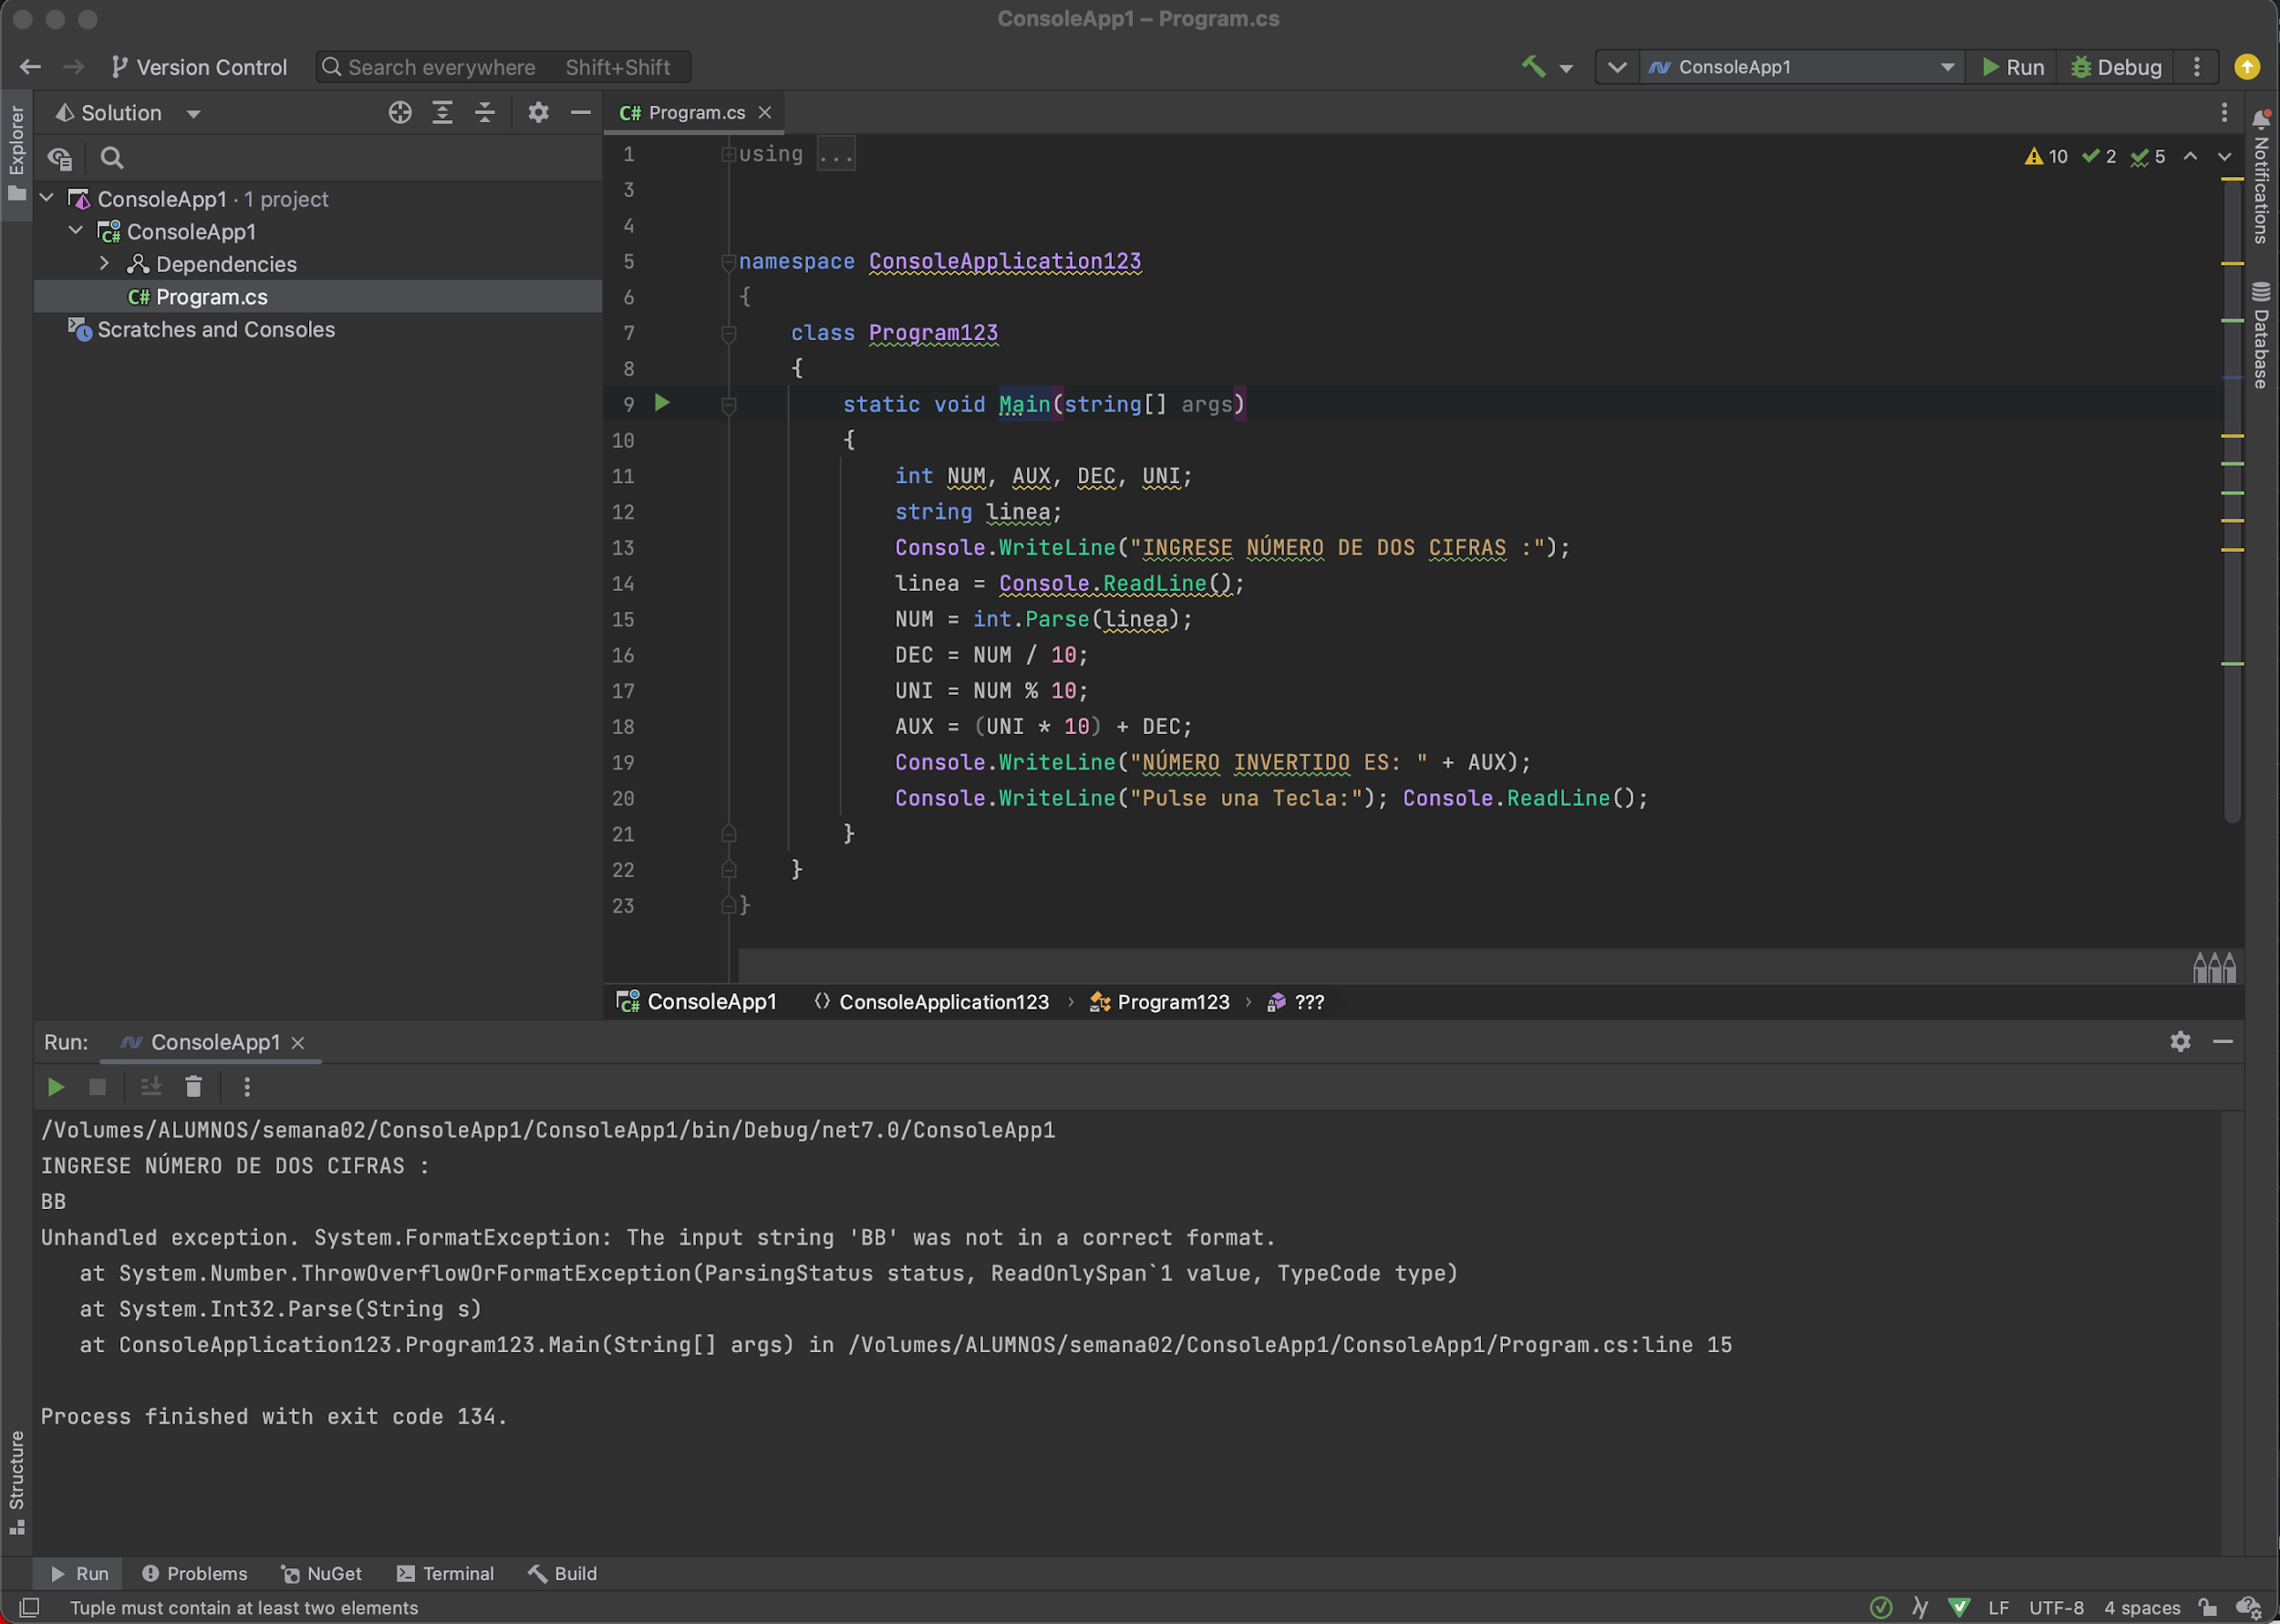 ConsoleApp1 – Program.cs
Version Control
Search everywhere Shift+Shift
ConsoleApp1
Run
Debug
Explorer
Solution
C# Program.cs
ConsoleApp1 · 1 project
C# ConsoleApp1
Dependencies
C# Program.cs
Scratches and Consoles
10 2 5
1 using ...
3
4
5 namespace ConsoleApplication123
6 {
7 class Program123
8 {
9 static void Main(string[] args)
10 {
11 int NUM, AUX, DEC, UNI;
12 string linea;
13 Console.WriteLine("INGRESE NÚMERO DE DOS CIFRAS :");
14 linea = Console.ReadLine();
15 NUM = int.Parse(linea);
16 DEC = NUM / 10;
17 UNI = NUM % 10;
18 AUX = (UNI * 10) + DEC;
19 Console.WriteLine("NÚMERO INVERTIDO ES: " + AUX);
20 Console.WriteLine("Pulse una Tecla:"); Console.ReadLine();
21 }
22 }
23 }
C# ConsoleApp1 ConsoleApplication123 › Program123 › ???
Notifications
Database
Run: ConsoleApp1
/Volumes/ALUMNOS/semana02/ConsoleApp1/ConsoleApp1/bin/Debug/net7.0/ConsoleApp1
INGRESE NÚMERO DE DOS CIFRAS :
BB
Unhandled exception. System.FormatException: The input string 'BB' was not in a correct format.
at System.Number.ThrowOverflowOrFormatException(ParsingStatus status, ReadOnlySpan`1 value, TypeCode type)
at System.Int32.Parse(String s)
at ConsoleApplication123.Program123.Main(String[] args) in /Volumes/ALUMNOS/semana02/ConsoleApp1/ConsoleApp1/Program.cs:line 15
Process finished with exit code 134.
Structure
Run
Problems
NuGet
Terminal
Build
Tuple must contain at least two elements
LF UTF-8 4 spaces